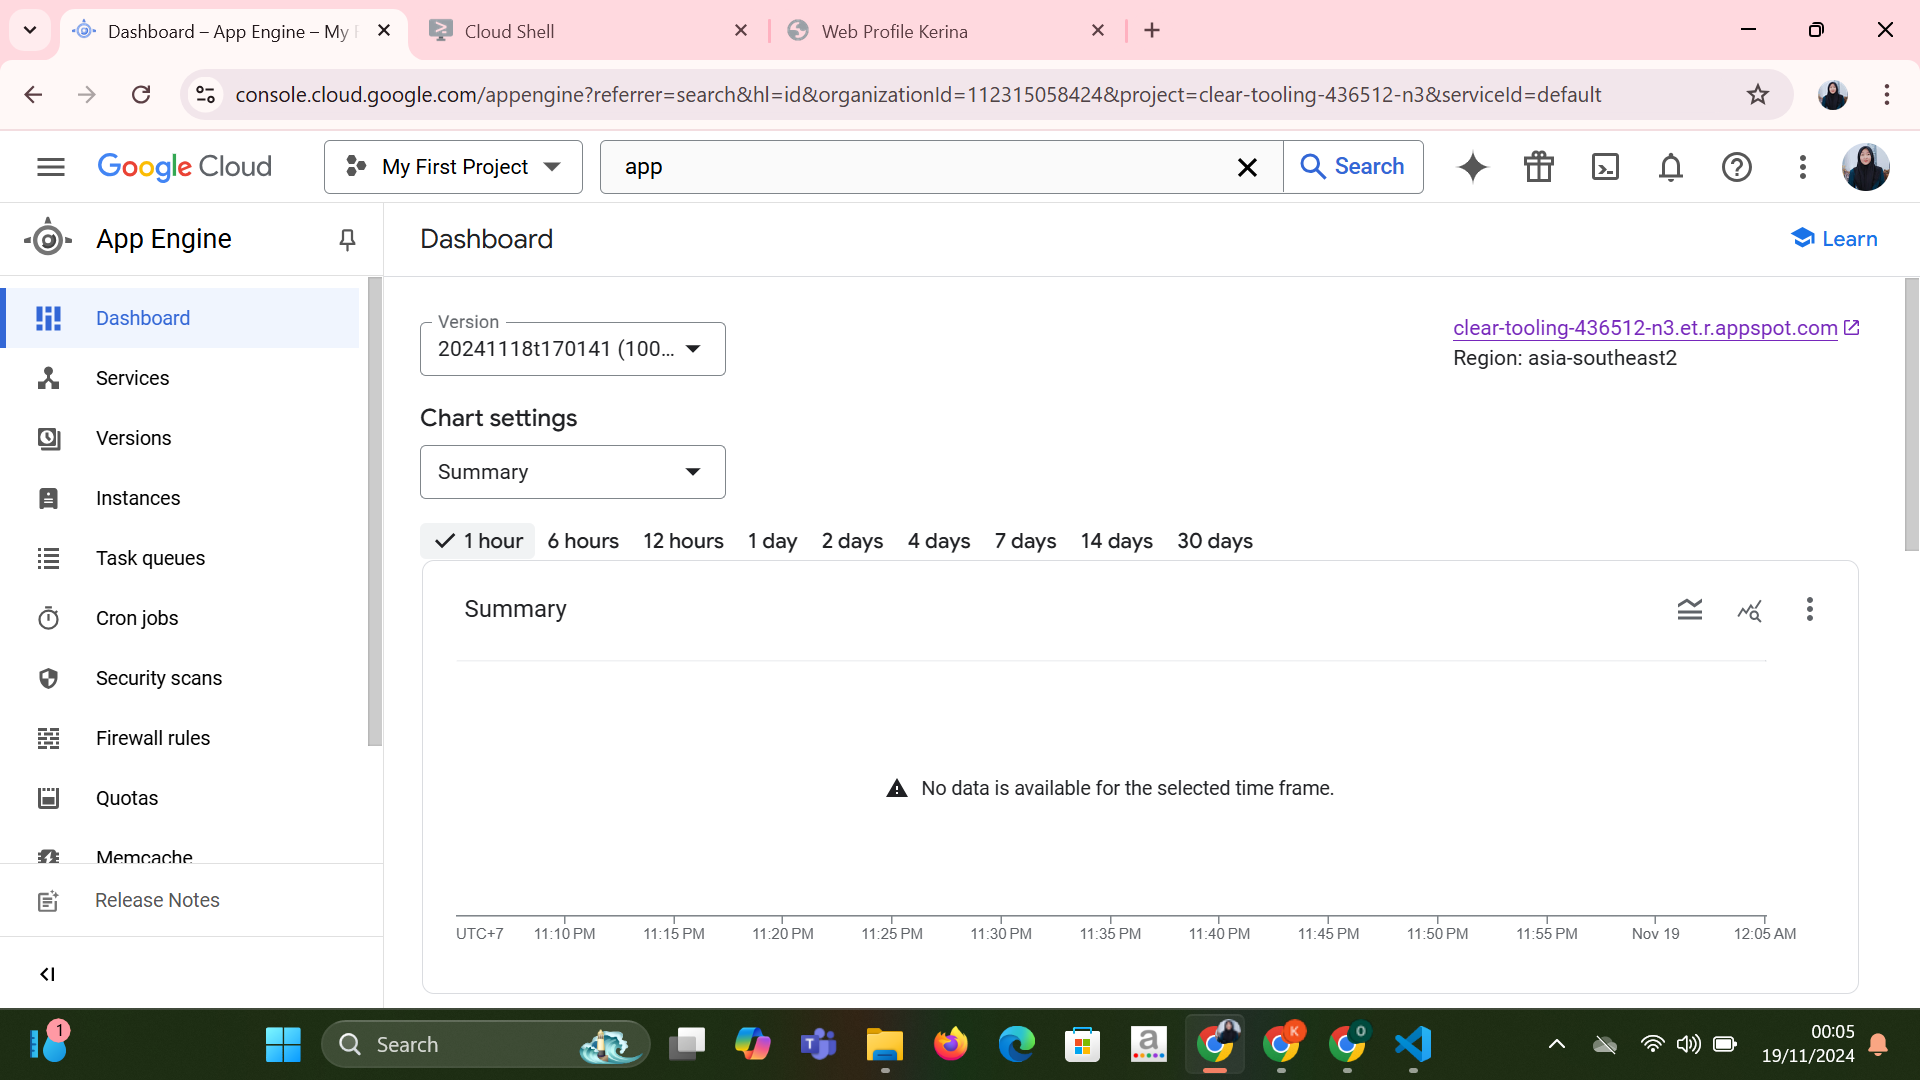 Dashboard – App Engine – My F
Cloud Shell
Web Profile Kerina
console.cloud.google.com/appengine?referrer=search&hl=id&organizationId=112315058424&project=clear-tooling-436512-n3&serviceId=default
Google Cloud
My First Project
app
Search
App Engine
Dashboard
Learn
Dashboard
Services
Versions
Instances
Task queues
Cron jobs
Security scans
Firewall rules
Quotas
Memcache
Release Notes
Version
20241118t170141 (100...
clear-tooling-436512-n3.et.r.appspot.com
Region: asia-southeast2
Chart settings
Summary
1 hour 6 hours 12 hours 1 day 2 days 4 days 7 days 14 days 30 days
Summary
No data is available for the selected time frame.
UTC+7 11:10 PM 11:15 PM 11:20 PM 11:25 PM 11:30 PM 11:35 PM 11:40 PM 11:45 PM 11:50 PM 11:55 PM Nov 19 12:05 AM
1
Search
T
a
K
O
00:05
19/11/2024